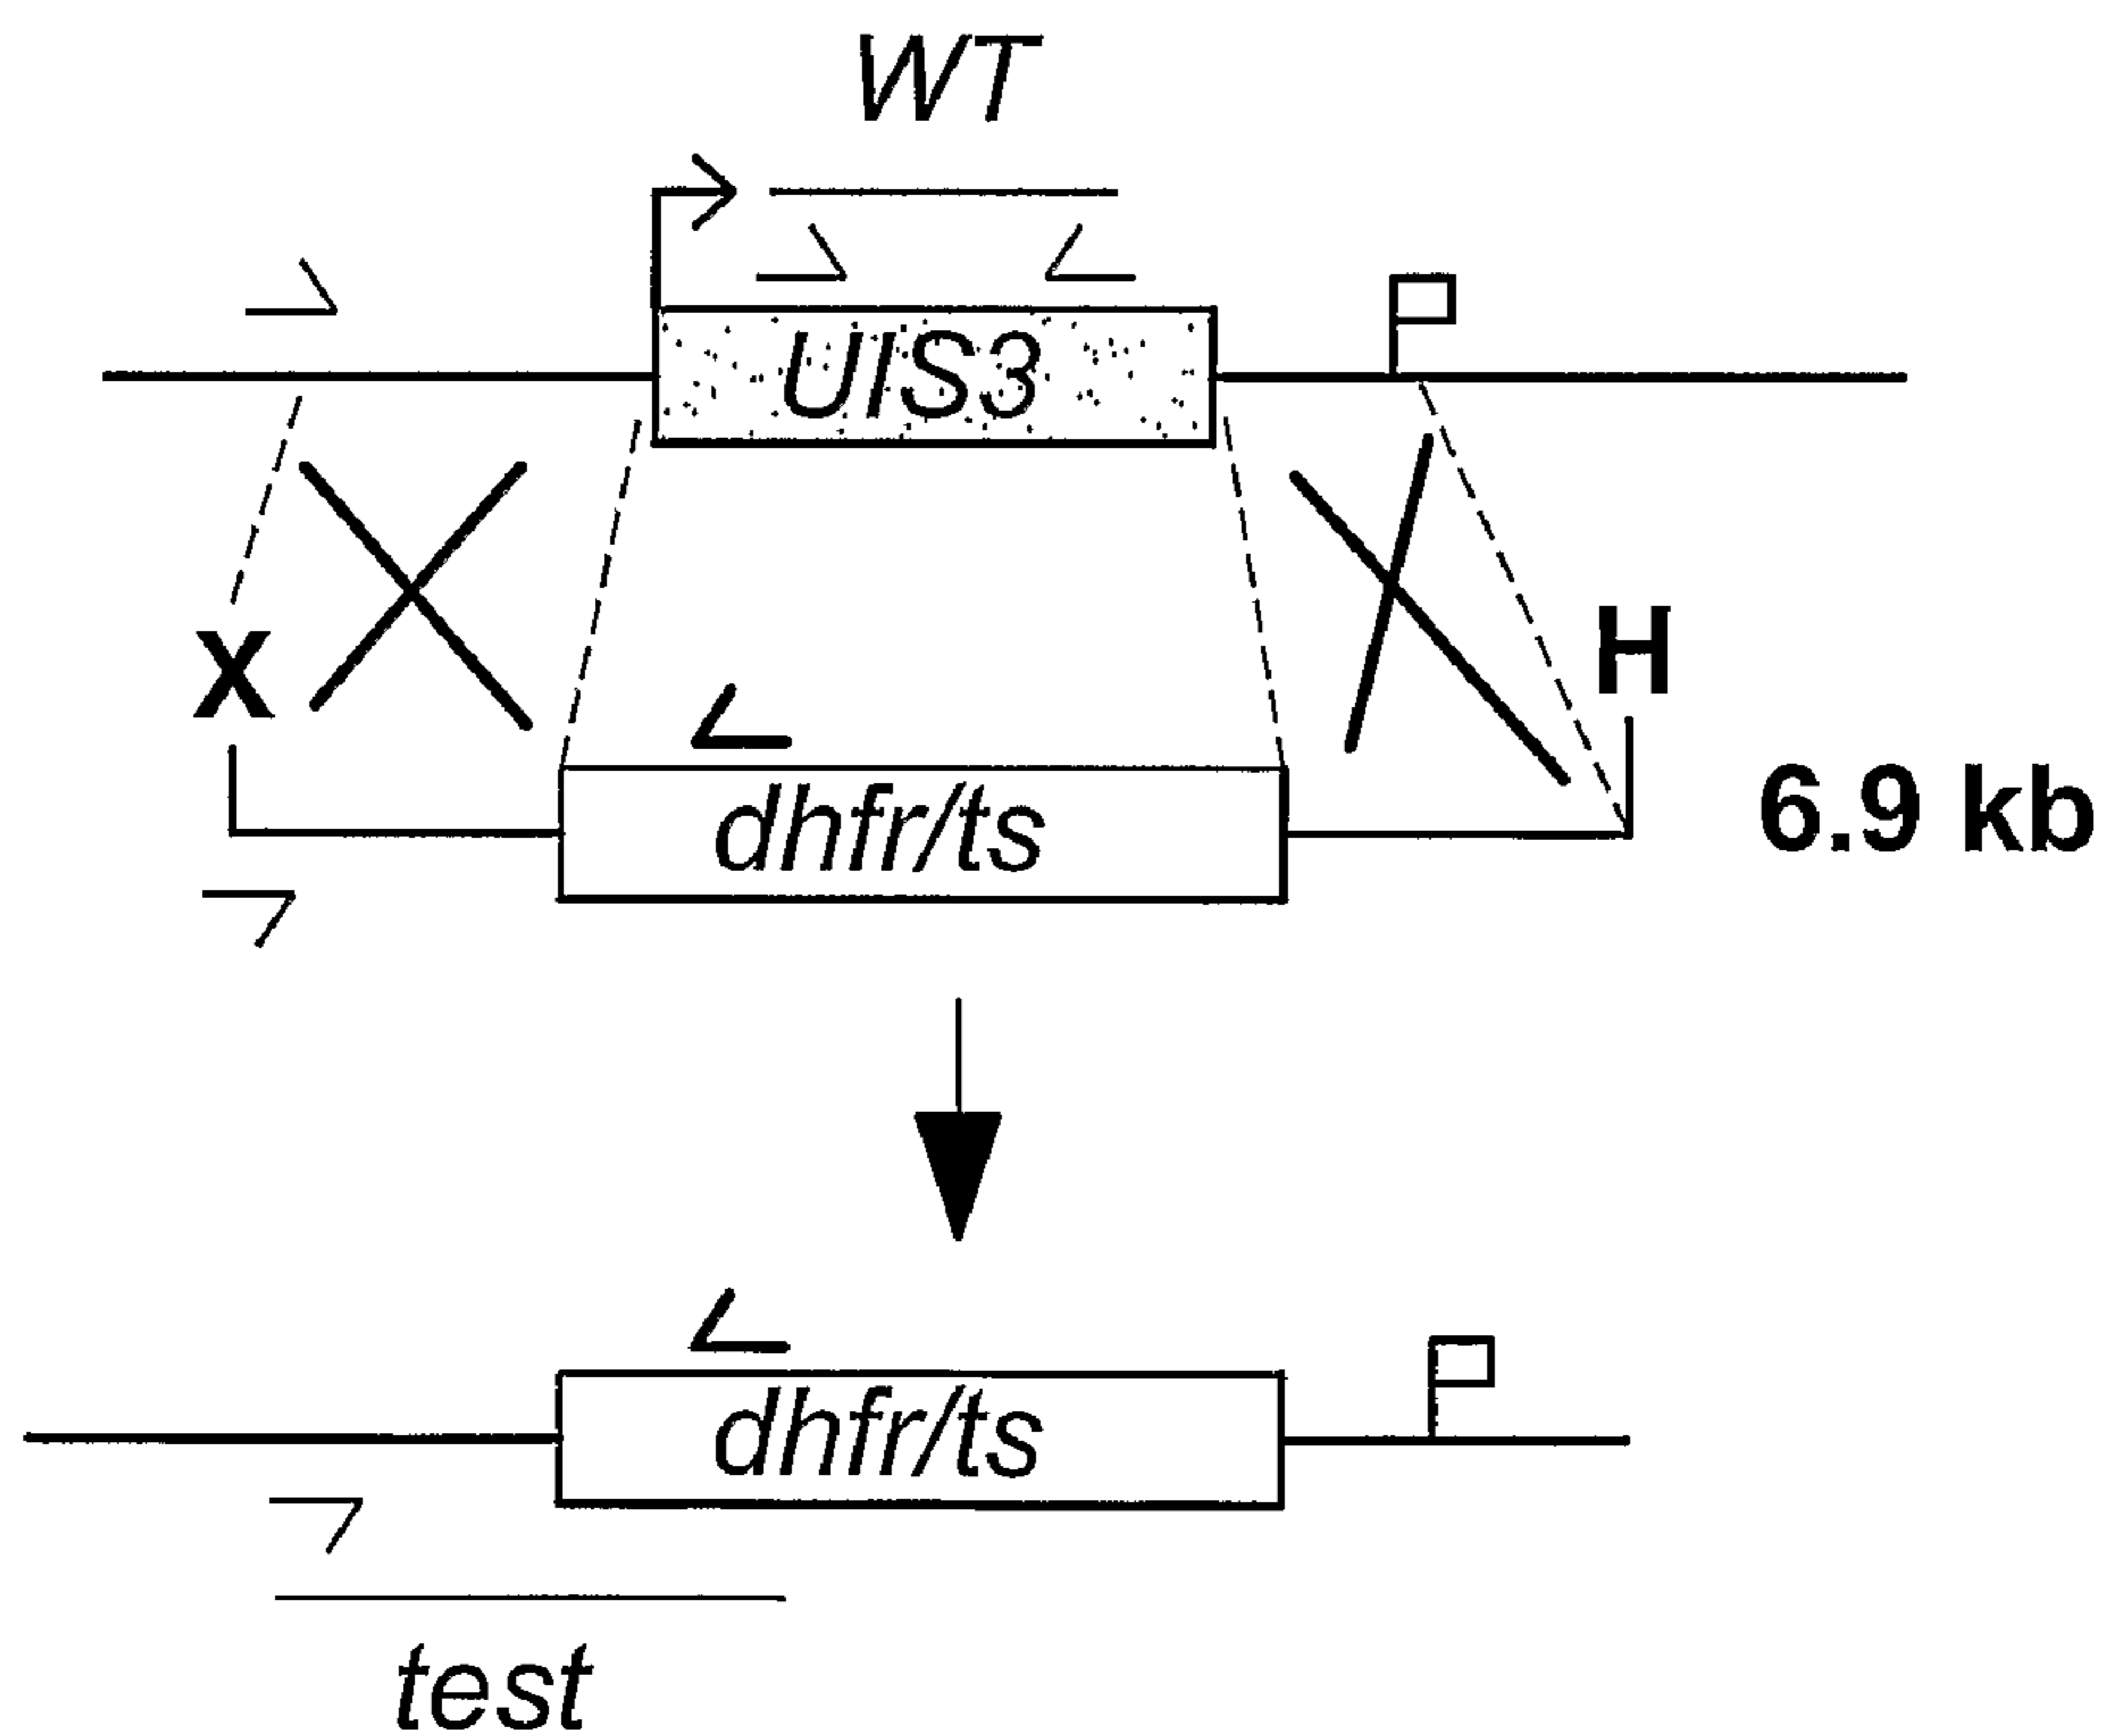 WT
UIS3
X
H
dhfr/ts
6.9 kb
dhfr/ts
test